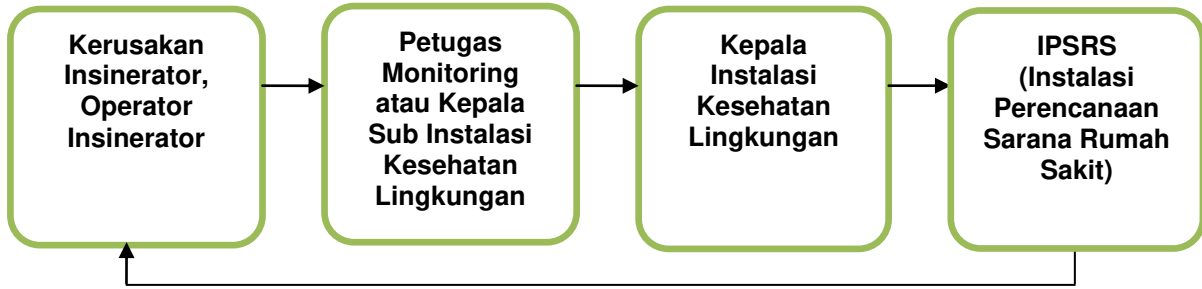 Kerusakan
Insinerator,
Operator
Insinerator
Petugas
Monitoring
atau Kepala
Sub Instalasi
Kesehatan
Lingkungan
Kepala
Instalasi
Kesehatan
Lingkungan
IPSRS
(Instalasi
Perencanaan
Sarana Rumah
Sakit)